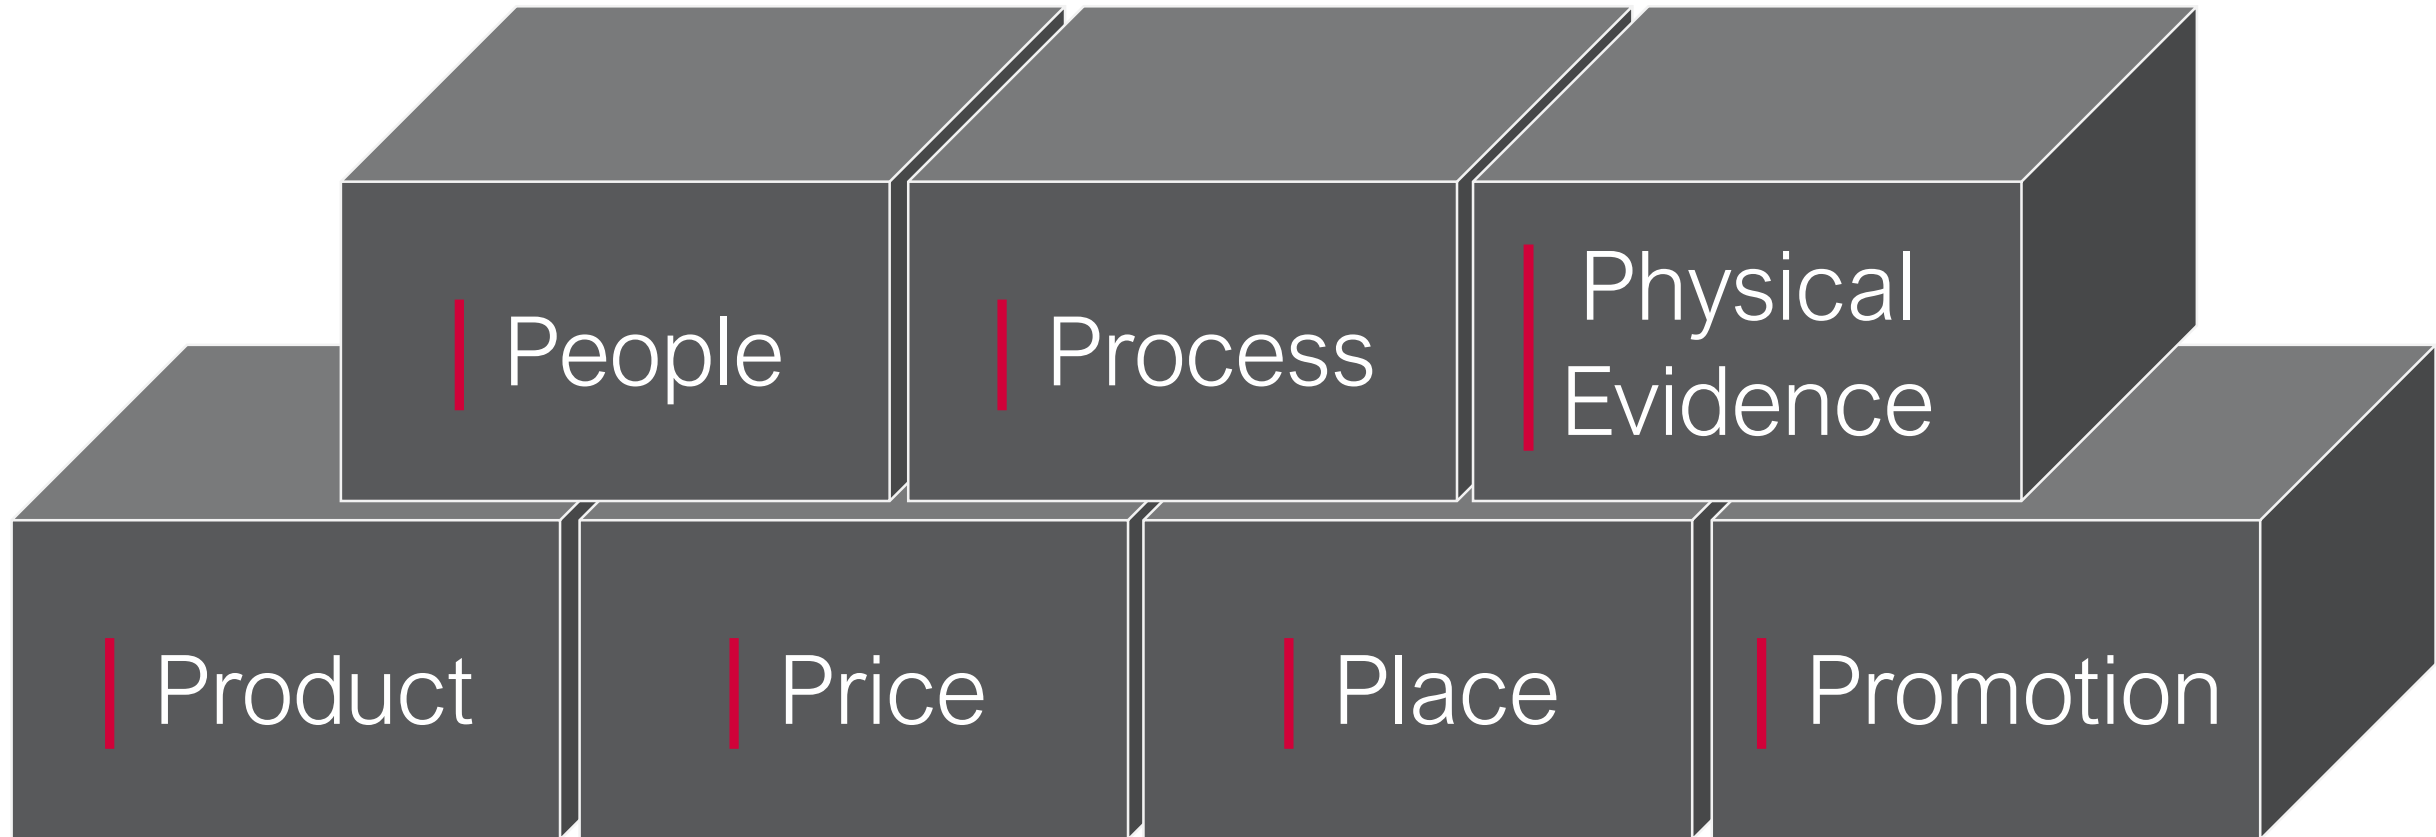 People
Process
Physical
Evidence
Product
Price
Place
Promotion